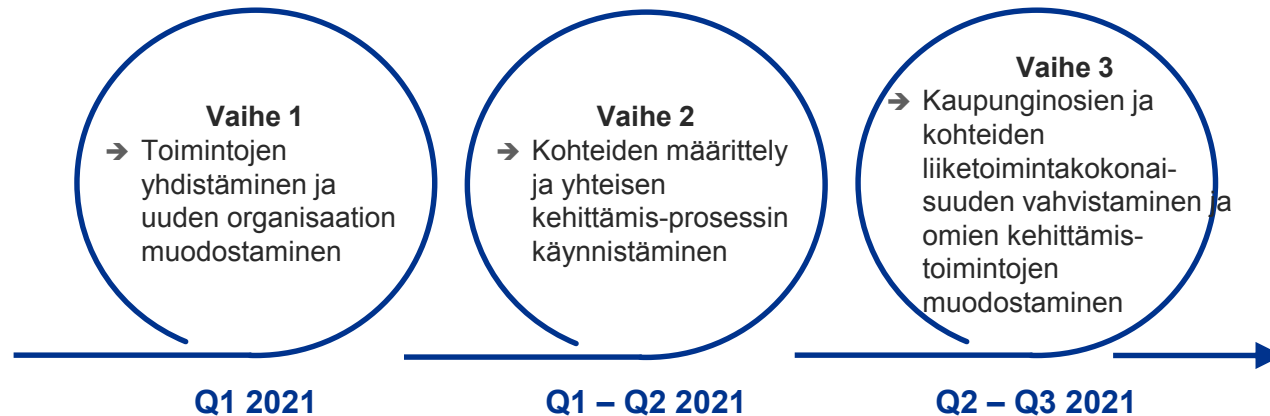 Vaihe 1
➔ Toimintojen
yhdistäminen ja
uuden organisaation
muodostaminen
Q1 2021
Vaihe 2
➔ Kohteiden määrittely
ja yhteisen
kehittämis-prosessin
käynnistäminen
Q1 – Q2 2021
Vaihe 3
➔ Kaupunginosien ja
kohteiden
liiketoimintakokonai-
suuden vahvistaminen ja
omien kehittämis-
toimintojen
muodostaminen
Q2 – Q3 2021